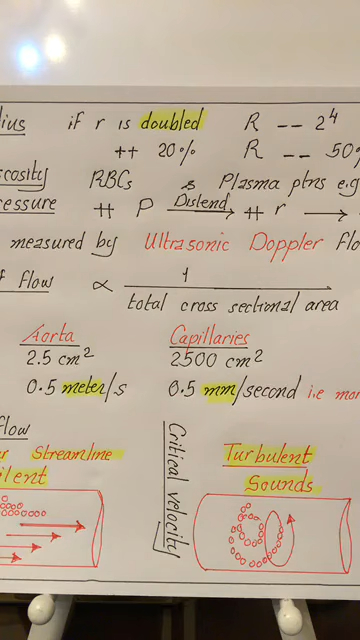 ius if r is doubled R -- 2⁴
++ 20% R -- 50%
cosity RBCs & Plasma ptns e.g
essure ++ P Distend → ++ r →
measured by Ultrasonic Doppler flo
f flow ∝ 1
total cross sectional area
Aorta Capillaries
2.5 cm² 2500 cm²
0.5 meter/s 0.5 mm/second i.e mor
flow
r Streamline
ilent
Critical velocity
Turbulent
Sounds